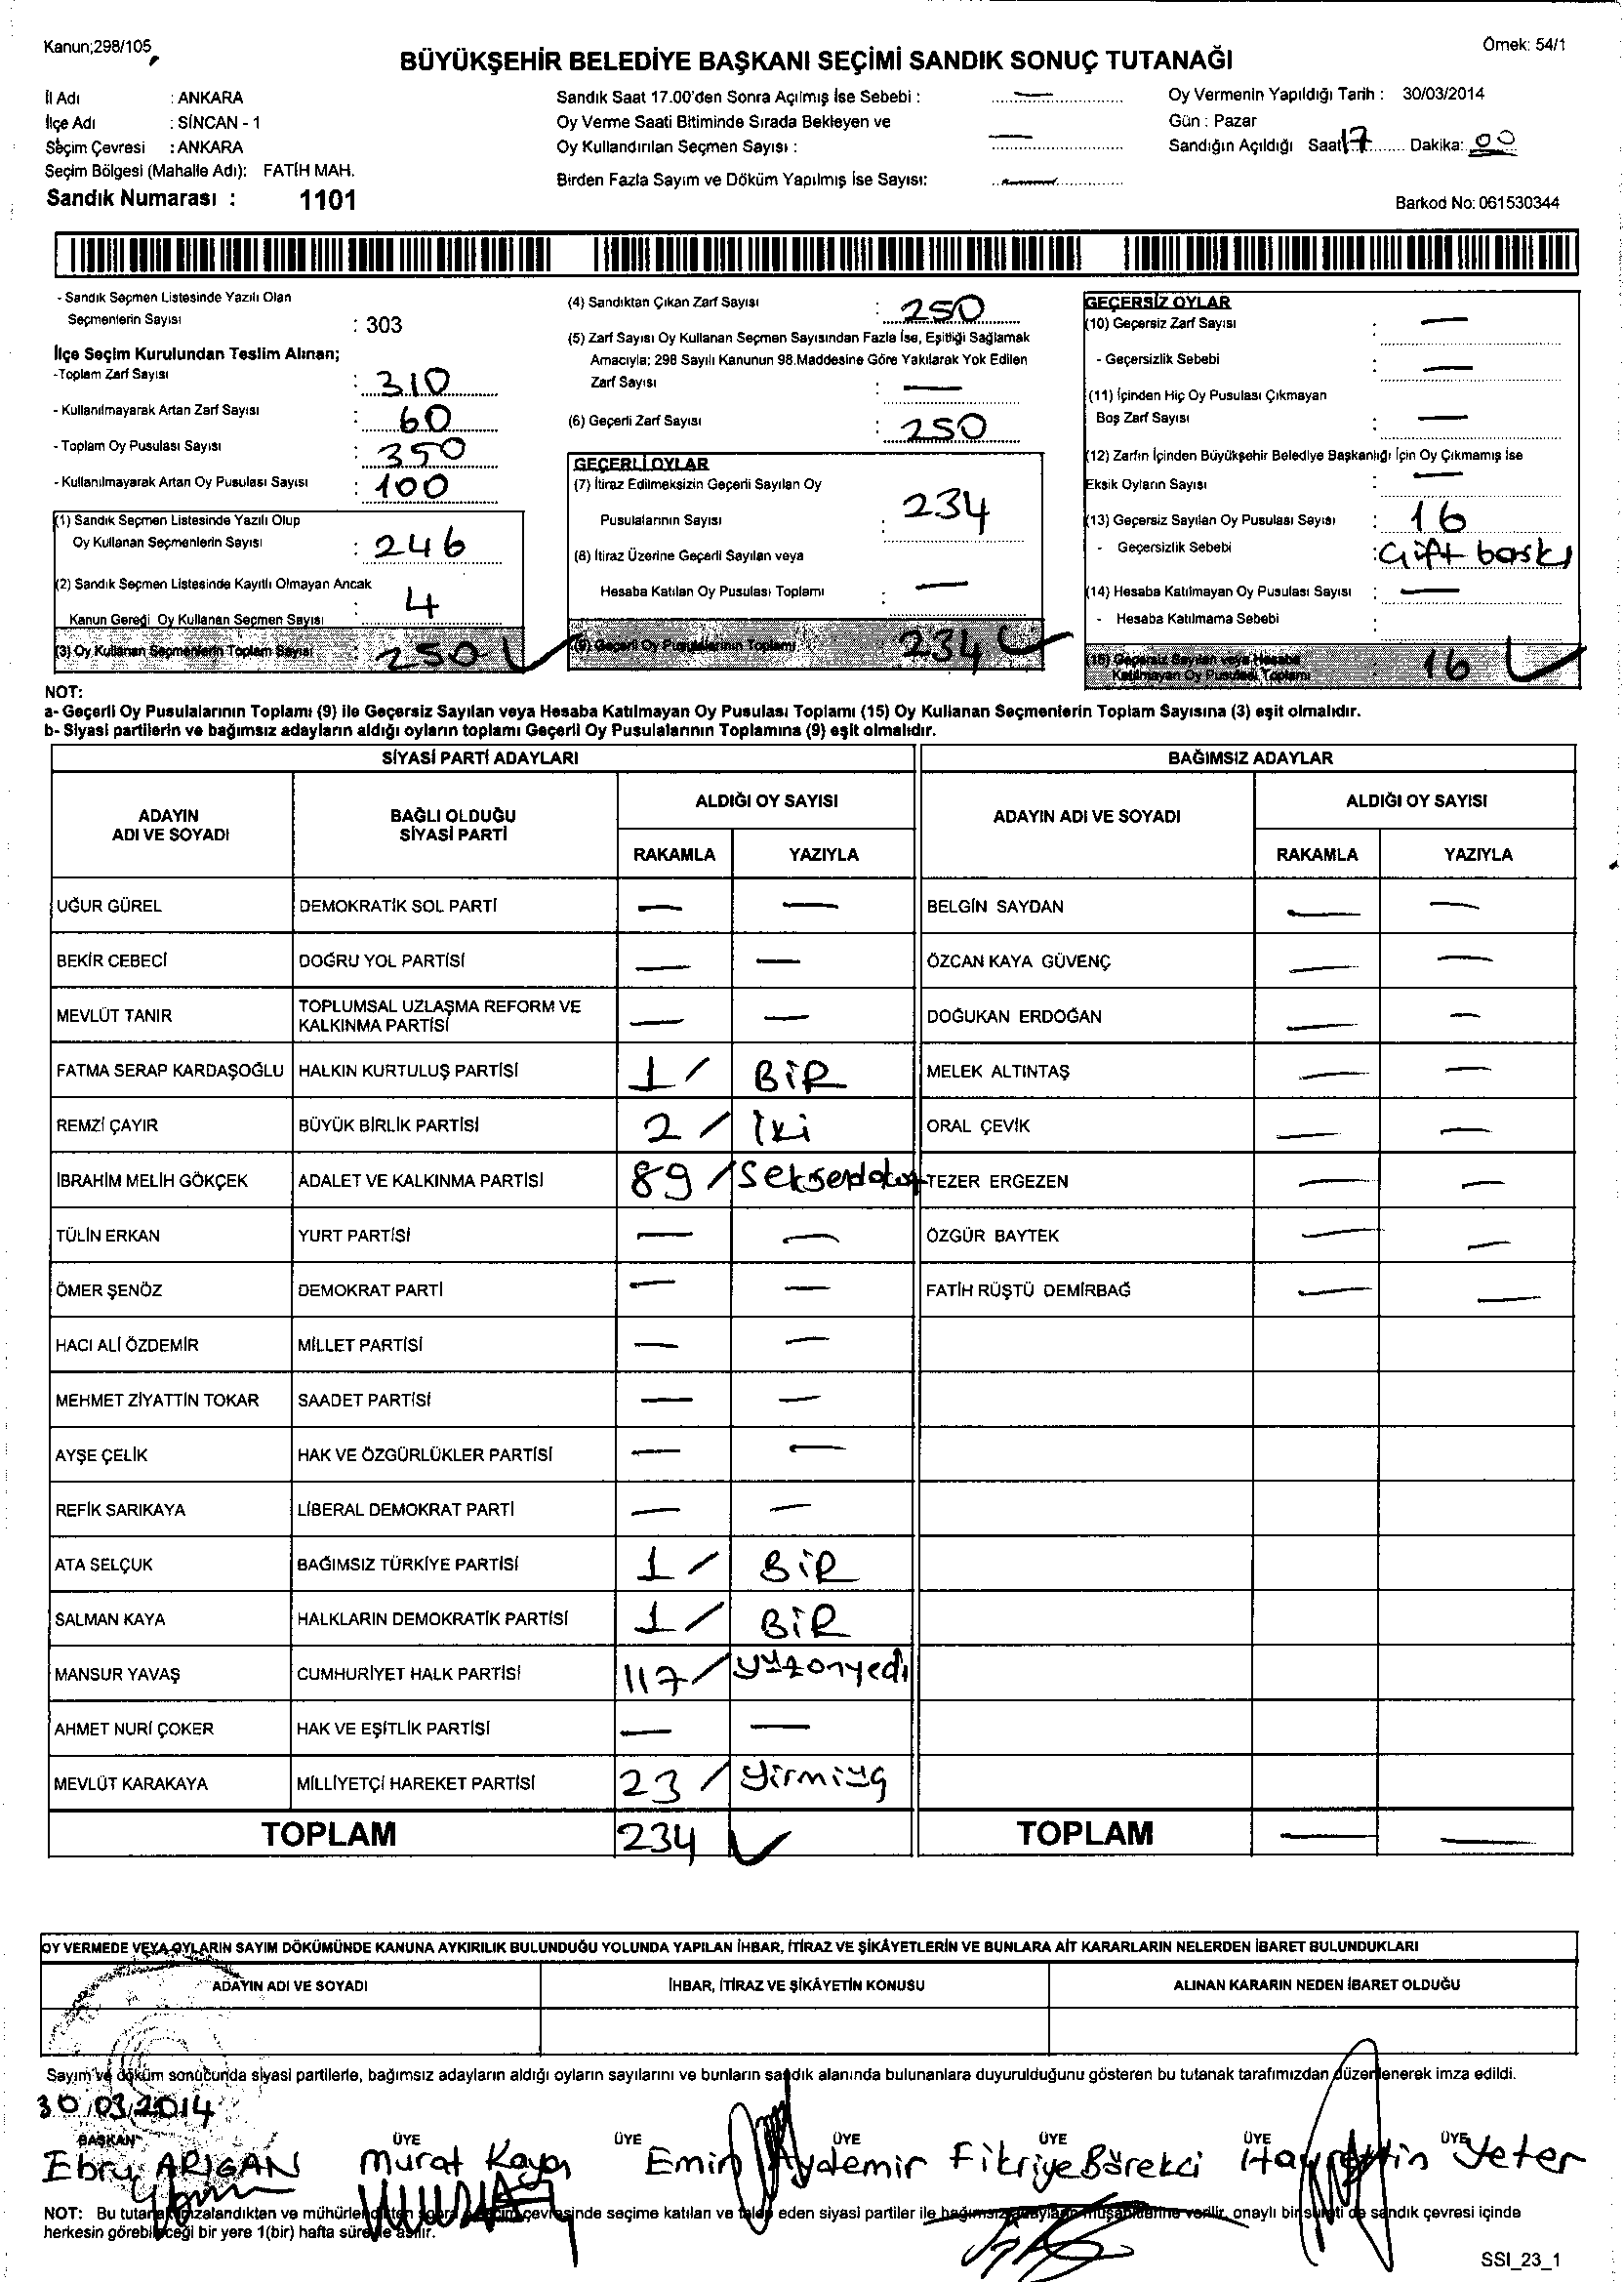 Kanun;298/105
Örnek: 54/1
BÜYÜKŞEHİR BELEDİYE BAŞKANI SEÇİMİ SANDIK SONUÇ TUTANAĞI
İl Adı : ANKARA
İlçe Adı : SİNCAN - 1
Seçim Çevresi : ANKARA
Seçim Bölgesi (Mahalle Adı): FATİH MAH.
Sandık Numarası : 1101
Sandık Saat 17.00'den Sonra Açılmış İse Sebebi : —
Oy Verme Saati Bitiminde Sırada Bekleyen ve
Oy Kullandırılan Seçmen Sayısı : —
Birden Fazla Sayım ve Döküm Yapılmış İse Sayısı: —
Oy Vermenin Yapıldığı Tarih : 30/03/2014
Gün : Pazar
Sandığın Açıldığı Saat 17 Dakika: 00
Barkod No: 061530344
- Sandık Seçmen Listesinde Yazılı Olan
Seçmenlerin Sayısı : 303
İlçe Seçim Kurulundan Teslim Alınan;
-Toplam Zarf Sayısı : 310
- Kullanılmayarak Artan Zarf Sayısı : 60
- Toplam Oy Pusulası Sayısı : 350
- Kullanılmayarak Artan Oy Pusulası Sayısı : 100
(1) Sandık Seçmen Listesinde Yazılı Olup
Oy Kullanan Seçmenlerin Sayısı : 246
(2) Sandık Seçmen Listesinde Kayıtlı Olmayan Ancak
Kanun Gereği Oy Kullanan Seçmen Sayısı : 4
(3) Oy Kullanan Seçmenlerin Toplam Sayısı : 250
(4) Sandıktan Çıkan Zarf Sayısı : 250
(5) Zarf Sayısı Oy Kullanan Seçmen Sayısından Fazla İse, Eşitliği Sağlamak
Amacıyla; 298 Sayılı Kanunun 98.Maddesine Göre Yakılarak Yok Edilen
Zarf Sayısı : —
(6) Geçerli Zarf Sayısı : 250
GEÇERLİ OYLAR
(7) İtiraz Edilmeksizin Geçerli Sayılan Oy
Pusulalarının Sayısı : 234
(8) İtiraz Üzerine Geçerli Sayılan veya
Hesaba Katılan Oy Pusulası Toplamı : —
(9) Geçerli Oy Pusulalarının Toplamı : 234
GEÇERSİZ OYLAR
(10) Geçersiz Zarf Sayısı : —
- Geçersizlik Sebebi : —
(11) İçinden Hiç Oy Pusulası Çıkmayan
Boş Zarf Sayısı : —
(12) Zarfın İçinden Büyükşehir Belediye Başkanlığı İçin Oy Çıkmamış İse
Eksik Oyların Sayısı : —
(13) Geçersiz Sayılan Oy Pusulası Sayısı : 16
- Geçersizlik Sebebi : Çift baskı
(14) Hesaba Katılmayan Oy Pusulası Sayısı : —
- Hesaba Katılmama Sebebi :
(15) Geçersiz Sayılan veya Hesaba
Katılmayan Oy Pusulası Toplamı 16
NOT:
a- Geçerli Oy Pusulalarının Toplamı (9) ile Geçersiz Sayılan veya Hesaba Katılmayan Oy Pusulası Toplamı (15) Oy Kullanan Seçmenlerin Toplam Sayısına (3) eşit olmalıdır.
b- Siyasi partilerin ve bağımsız adayların aldığı oyların toplamı Geçerli Oy Pusulalarının Toplamına (9) eşit olmalıdır.
SİYASİ PARTİ ADAYLARI
ADAYIN ADI VE SOYADI BAĞLI OLDUĞU SİYASİ PARTİ ALDIĞI OY SAYISI
RAKAMLA YAZIYLA
UĞUR GÜREL DEMOKRATİK SOL PARTİ — —
BEKİR CEBECİ DOĞRU YOL PARTİSİ — —
MEVLÜT TANIR TOPLUMSAL UZLAŞMA REFORM VE KALKINMA PARTİSİ — —
FATMA SERAP KARDAŞOĞLU HALKIN KURTULUŞ PARTİSİ 1 / BİR
REMZİ ÇAYIR BÜYÜK BİRLİK PARTİSİ 2 / İki
İBRAHİM MELİH GÖKÇEK ADALET VE KALKINMA PARTİSİ 89 / Seksendokuz
TÜLİN ERKAN YURT PARTİSİ — —
ÖMER ŞENÖZ DEMOKRAT PARTİ — —
HACI ALİ ÖZDEMİR MİLLET PARTİSİ — —
MEHMET ZİYATTİN TOKAR SAADET PARTİSİ — —
AYŞE ÇELİK HAK VE ÖZGÜRLÜKLER PARTİSİ — —
REFİK SARIKAYA LİBERAL DEMOKRAT PARTİ — —
ATA SELÇUK BAĞIMSIZ TÜRKİYE PARTİSİ 1 / BİR
SALMAN KAYA HALKLARIN DEMOKRATİK PARTİSİ 1 / BİR
MANSUR YAVAŞ CUMHURİYET HALK PARTİSİ 117 / yüzonyedi
AHMET NURİ ÇOKER HAK VE EŞİTLİK PARTİSİ — —
MEVLÜT KARAKAYA MİLLİYETÇİ HAREKET PARTİSİ 23 / yirmiüç
TOPLAM 234
BAĞIMSIZ ADAYLAR
ADAYIN ADI VE SOYADI ALDIĞI OY SAYISI
RAKAMLA YAZIYLA
BELGİN SAYDAN — —
ÖZCAN KAYA GÜVENÇ — —
DOĞUKAN ERDOĞAN — —
MELEK ALTINTAŞ — —
ORAL ÇEVİK — —
TEZER ERGEZEN — —
ÖZGÜR BAYTEK — —
FATİH RÜŞTÜ DEMİRBAĞ — —
TOPLAM — —
OY VERMEDE VEYA OYLARIN SAYIM DÖKÜMÜNDE KANUNA AYKIRILIK BULUNDUĞU YOLUNDA YAPILAN İHBAR, İTİRAZ VE ŞİKÂYETLERİN VE BUNLARA AİT KARARLARIN NELERDEN İBARET BULUNDUKLARI
ADAYIN ADI VE SOYADI İHBAR, İTİRAZ VE ŞİKÂYETİN KONUSU ALINAN KARARIN NEDEN İBARET OLDUĞU
Sayım ve döküm sonucunda siyasi partilerle, bağımsız adayların aldığı oyların sayılarını ve bunların sandık alanında bulunanlara duyurulduğunu gösteren bu tutanak tarafımızdan düzenlenerek imza edildi.
30.03.2014
BAŞKAN ÜYE ÜYE ÜYE ÜYE ÜYE ÜYE
Ebru ARIGAN Murat Kaya Emin Aydemir Fikriye Börekci Hayrettin Yeter
NOT: Bu tutanak imzalandıktan ve mühürlendikten sonra seçim çevresinde seçime katılan ve talep eden siyasi partiler ile bağımsız adayların müşahitlerine verilir, onaylı bir sureti de sandık çevresi içinde
herkesin görebileceği bir yere 1(bir) hafta süre ile asılır.
SSI_23_1